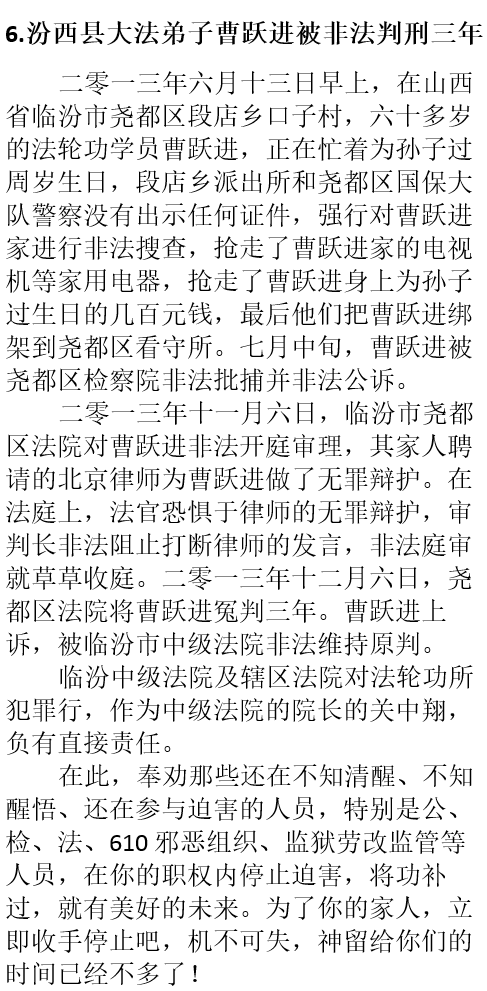 6.汾西县大法弟子曹跃进被非法判刑三年
二零一三年六月十三日早上，在山西
省临汾市尧都区段店乡口子村，六十多岁
的法轮功学员曹跃进，正在忙着为孙子过
周岁生日，段店乡派出所和尧都区国保大
队警察没有出示任何证件，强行对曹跃进
家进行非法搜查，抢走了曹跃进家的电视
机等家用电器，抢走了曹跃进身上为孙子
过生日的几百元钱，最后他们把曹跃进绑
架到尧都区看守所。七月中旬，曹跃进被
尧都区检察院非法批捕并非法公诉。
二零一三年十一月六日，临汾市尧都
区法院对曹跃进非法开庭审理，其家人聘
请的北京律师为曹跃进做了无罪辩护。在
法庭上，法官恐惧于律师的无罪辩护，审
判长非法阻止打断律师的发言，非法庭审
就草草收庭。二零一三年十二月六日，尧
都区法院将曹跃进冤判三年。曹跃进上
诉，被临汾市中级法院非法维持原判。
临汾中级法院及辖区法院对法轮功所
犯罪行，作为中级法院的院长的关中翔，
负有直接责任。
在此，奉劝那些还在不知清醒、不知
醒悟、还在参与迫害的人员，特别是公、
检、法、610 邪恶组织、监狱劳改监管等
人员，在你的职权内停止迫害，将功补
过，就有美好的未来。为了你的家人，立
即收手停止吧，机不可失，神留给你们的
时间已经不多了！